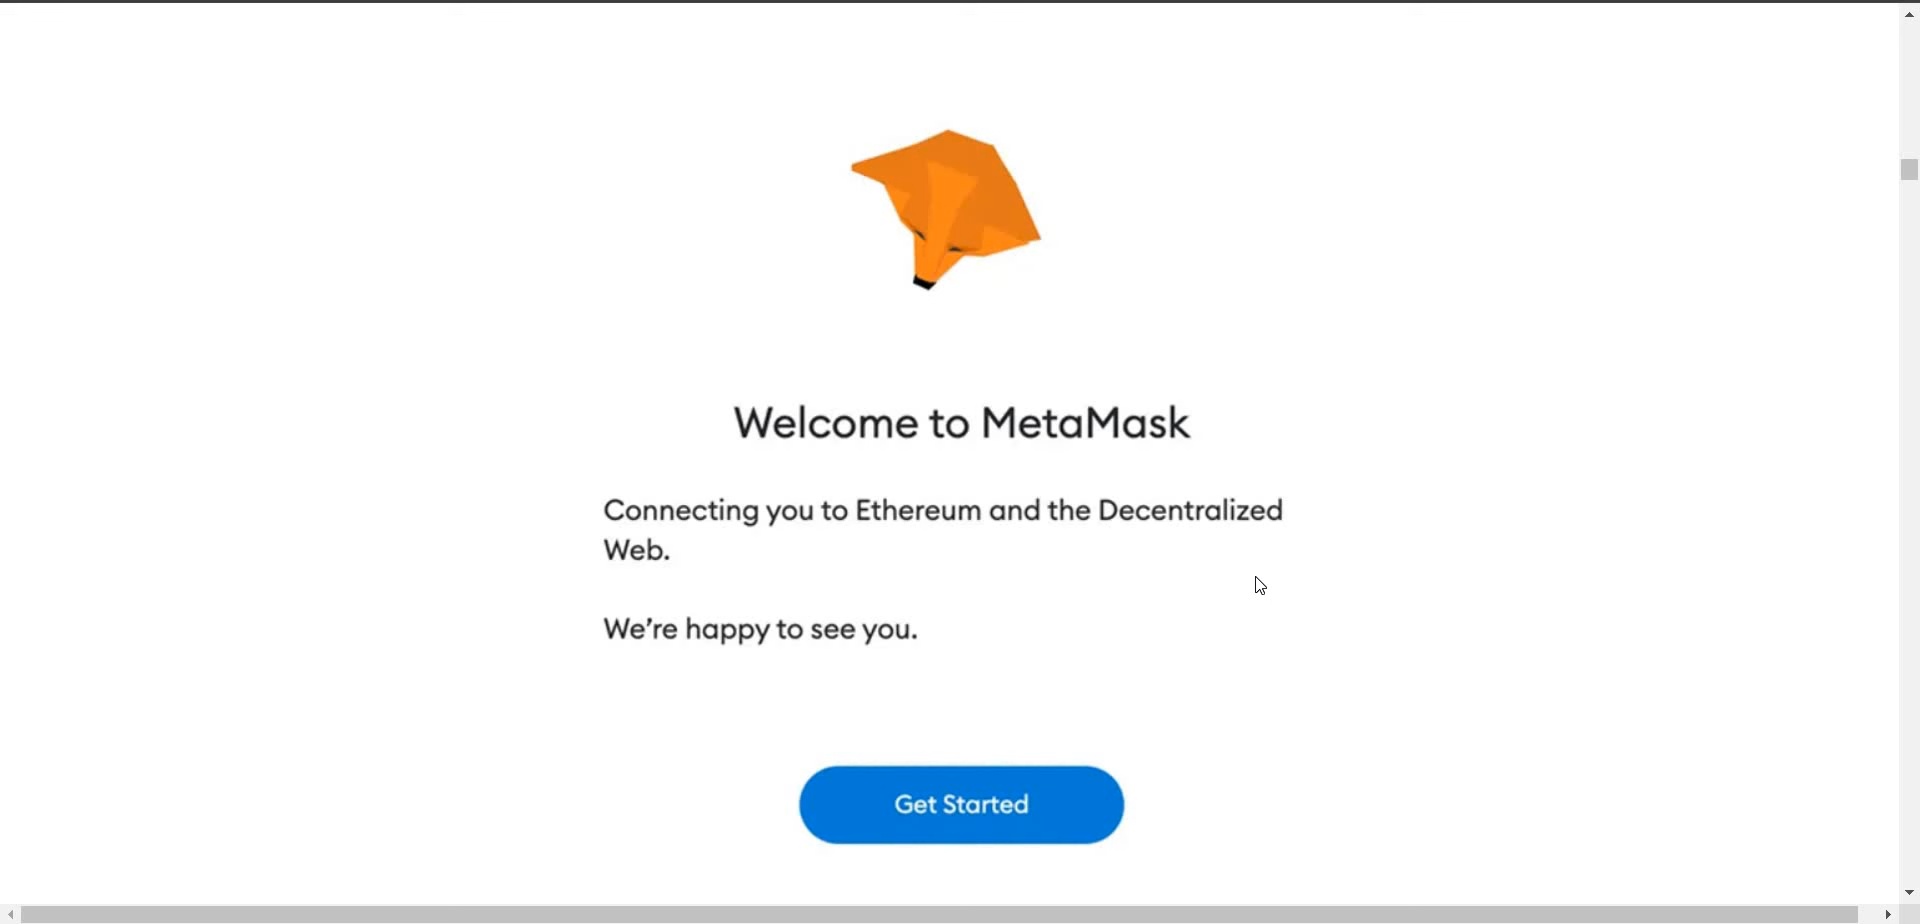 Welcome to MetaMask
Connecting you to Ethereum and the Decentralized
Web.
We’re happy to see you.
Get Started